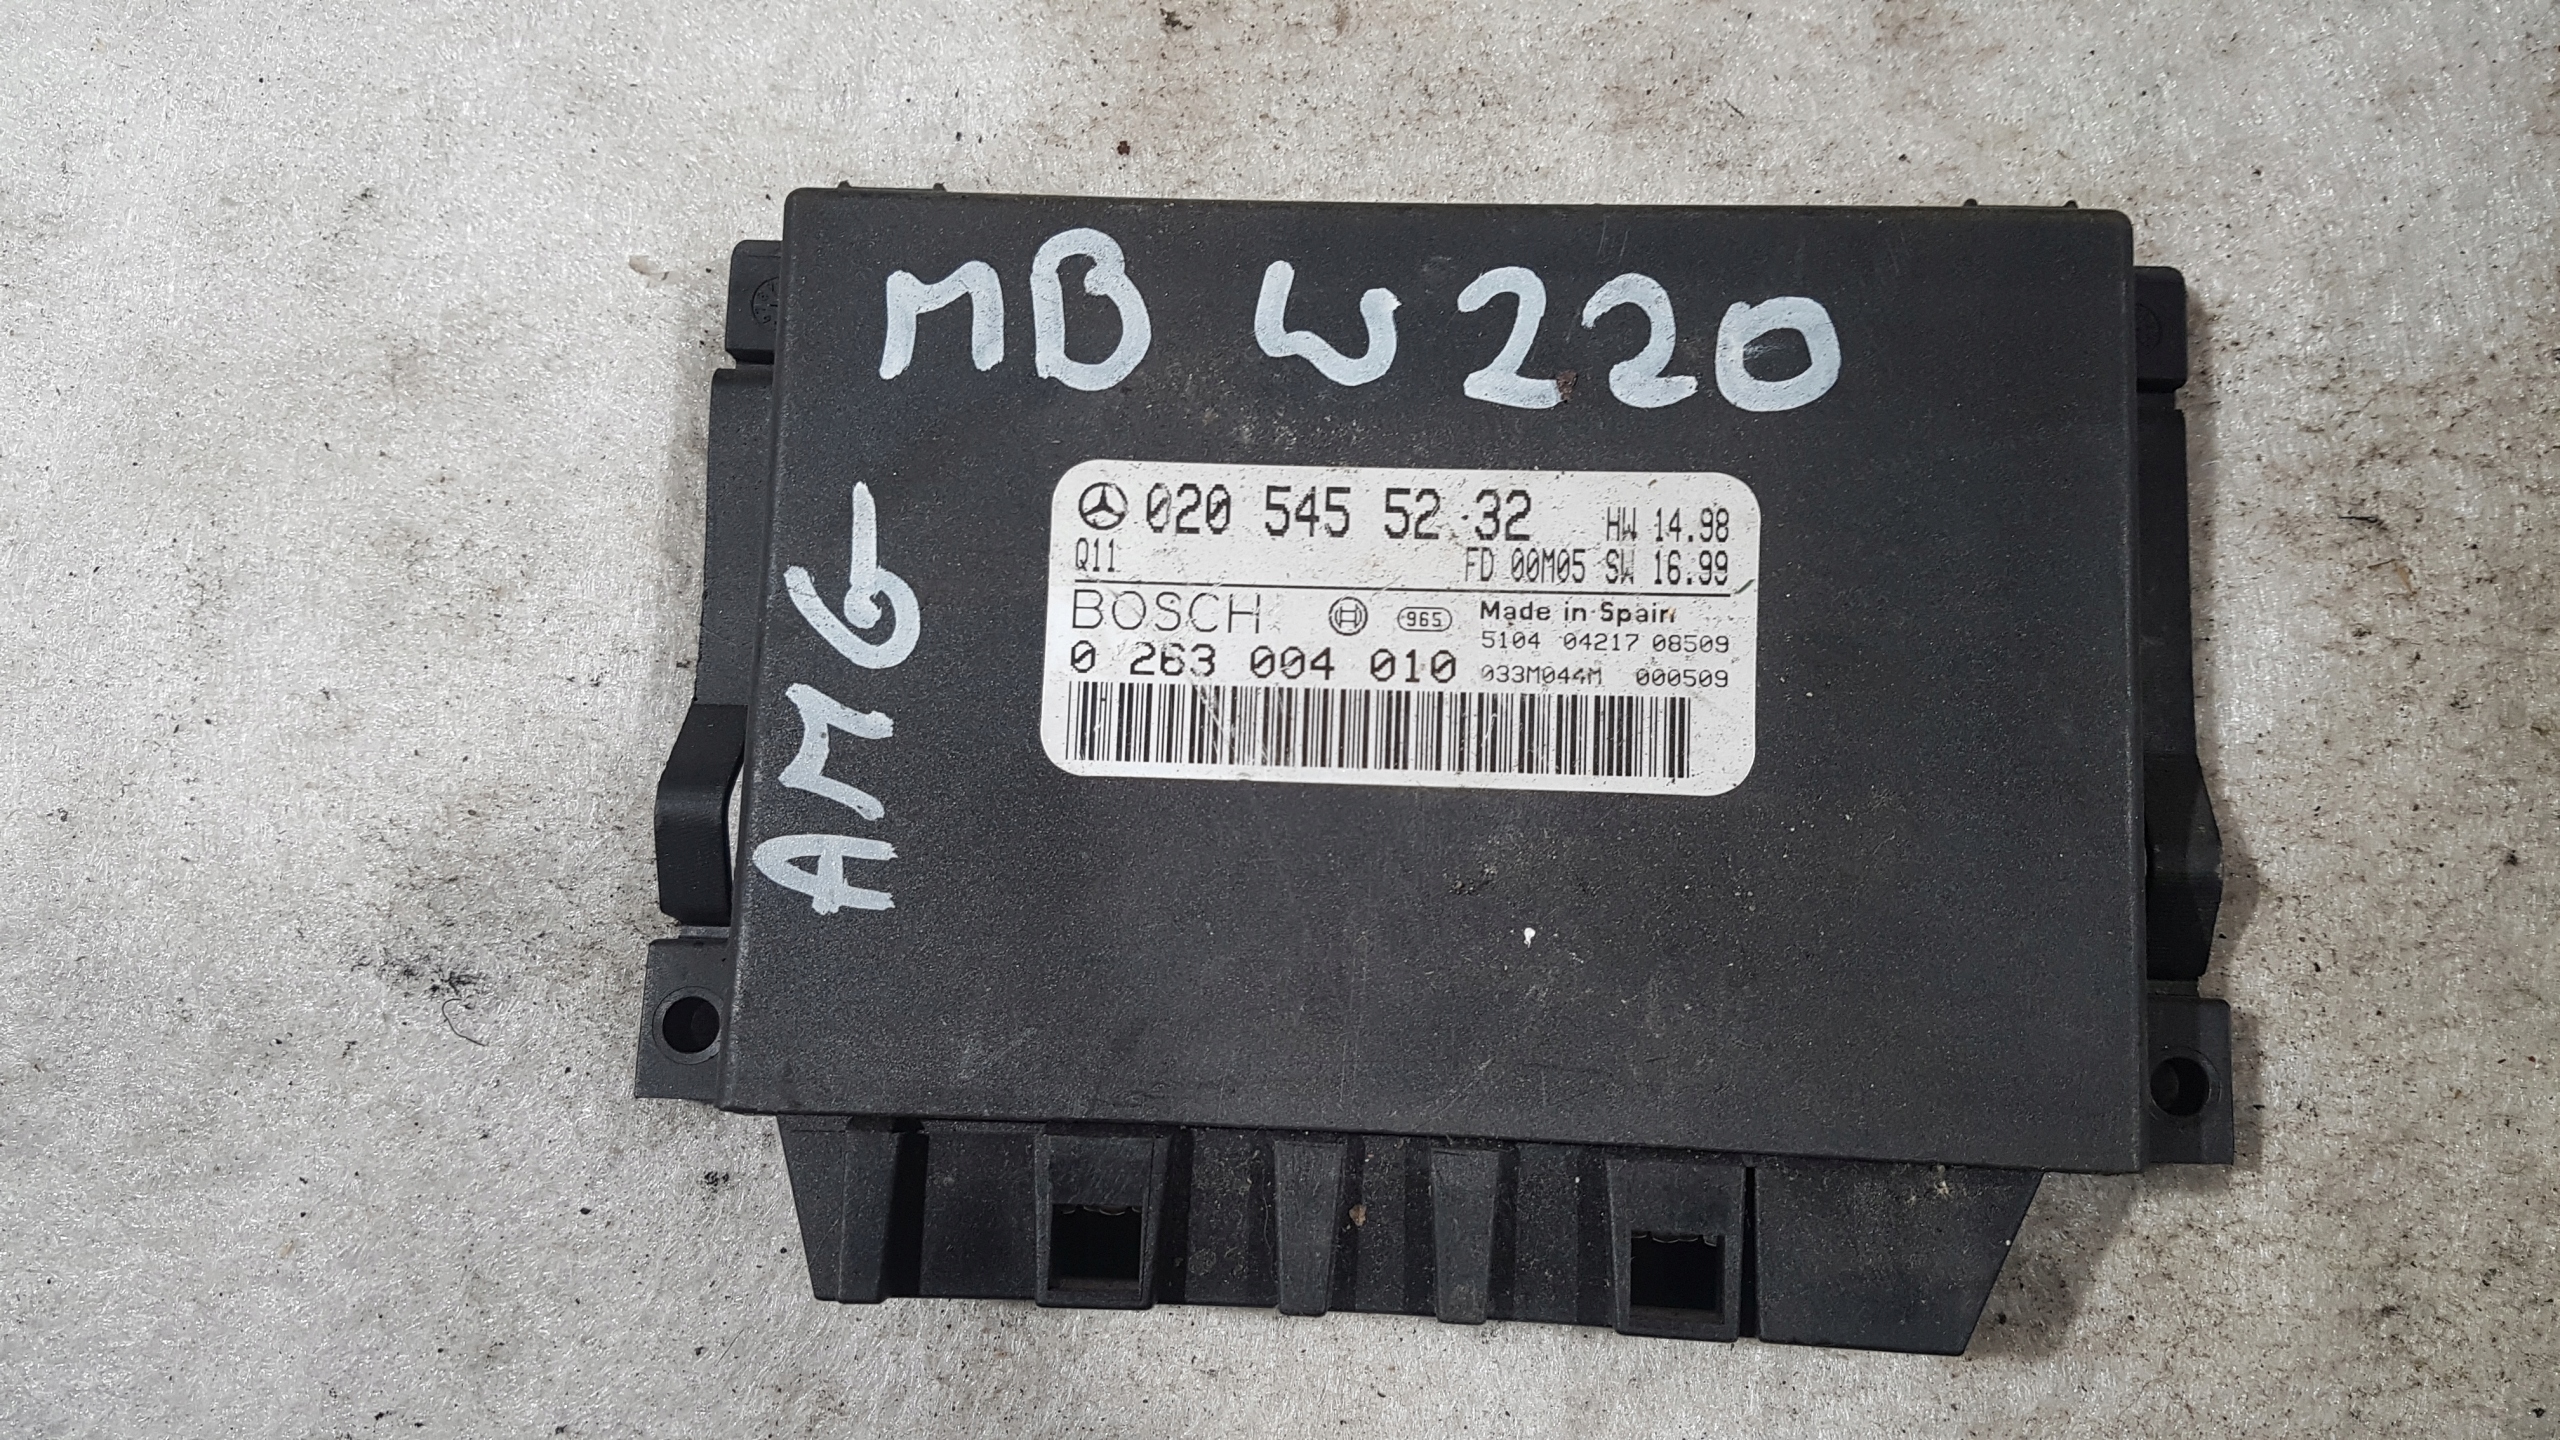 MB W220
AMG
020 545 52 32 HW 14.98
Q11 FD 00M05 SW 16.99
BOSCH 965 Made in Spain
5104 04217 08509
0 263 004 010 033M044M 000509